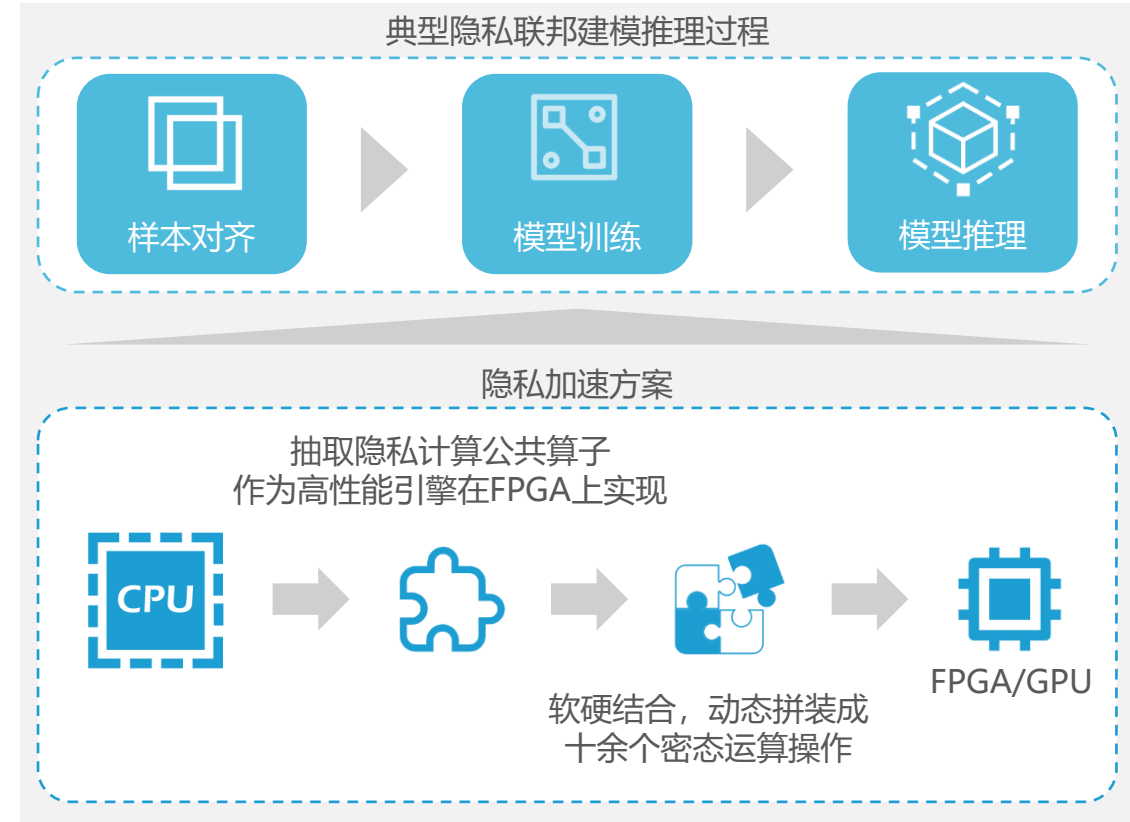 典型隐私联邦建模推理过程
样本对齐
模型训练
模型推理
隐私加速方案
抽取隐私计算公共算子
作为高性能引擎在FPGA上实现
CPU
FPGA/GPU
软硬结合，动态拼装成
十余个密态运算操作